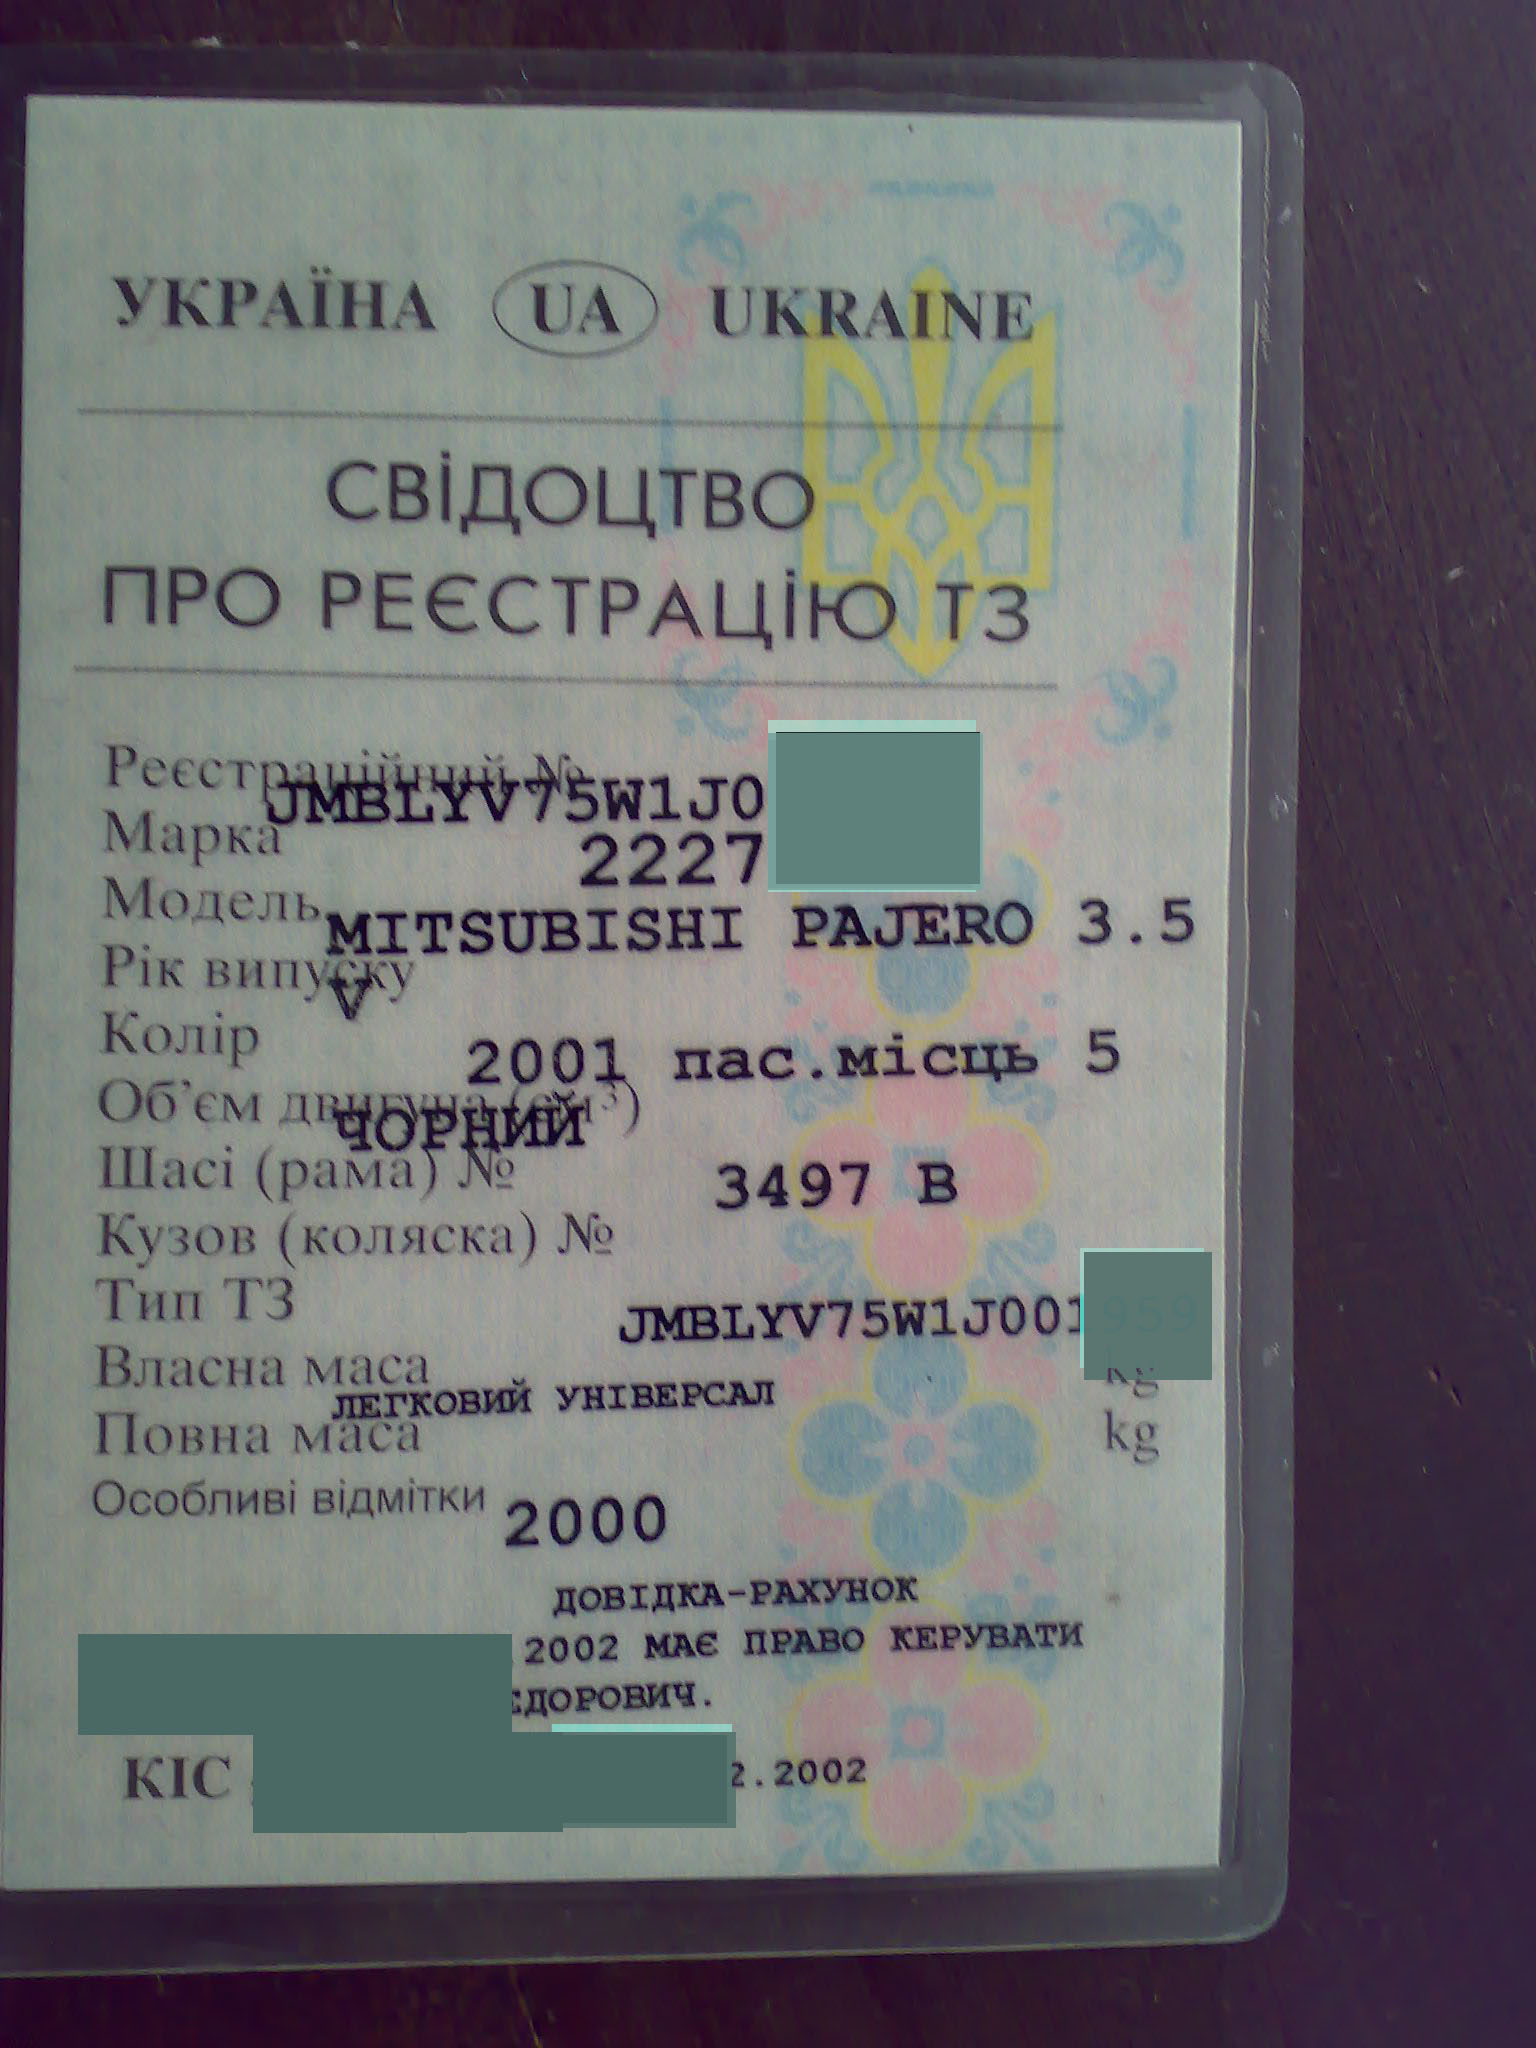 УКРАЇНА UA UKRAINE
СВІДОЦТВО
ПРО РЕЄСТРАЦІЮ ТЗ
Реєстраційний №
JMBLYV75W1J0
Марка
2227
Модель
MITSUBISHI PAJERO 3.5
Рік випуску
V
Колір
2001 пас.місць 5
Об'єм двигуна (см³)
ЧОРНИЙ
Шасі (рама) №
3497 B
Кузов (коляска) №
Тип ТЗ
JMBLYV75W1J001
Власна маса kg
ЛЕГКОВИЙ УНІВЕРСАЛ
Повна маса kg
Особливі відмітки
2000
ДОВІДКА-РАХУНОК
2002 МАЄ ПРАВО КЕРУВАТИ
ЕДОРОВИЧ.
КІС 2.2002